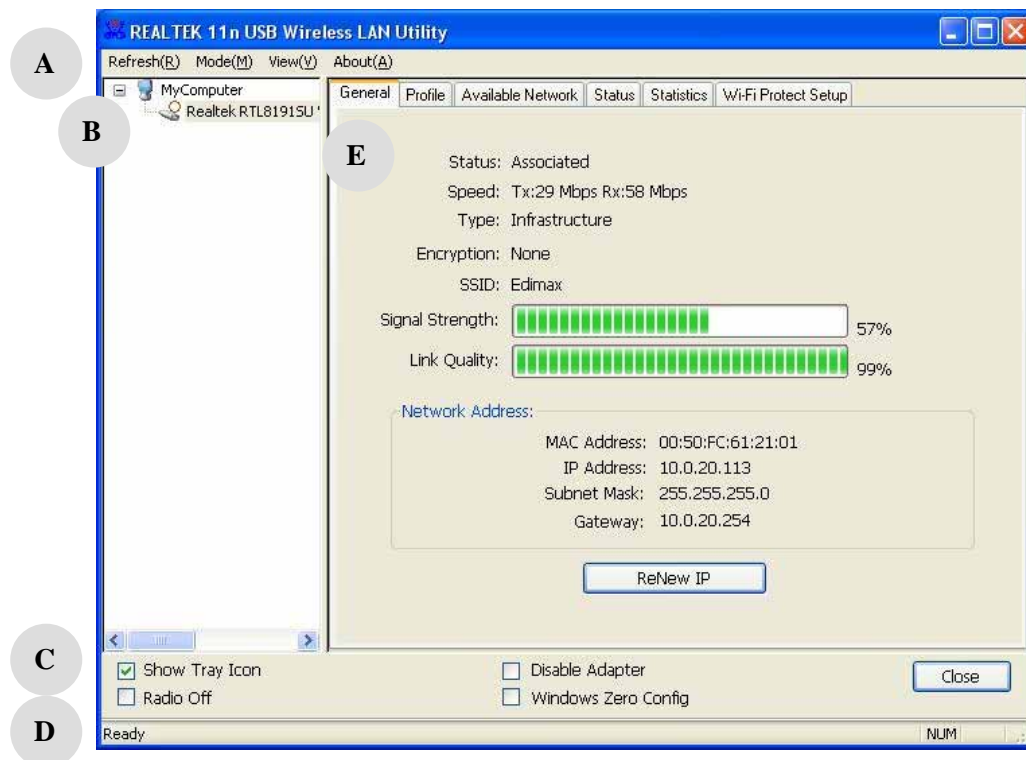 REALTEK 11n USB Wireless LAN Utility
A
Refresh(R) Mode(M) View(V) About(A)
MyComputer
Realtek RTL8191SU
B
General Profile Available Network Status Statistics Wi-Fi Protect Setup
E
Status: Associated
Speed: Tx:29 Mbps Rx:58 Mbps
Type: Infrastructure
Encryption: None
SSID: Edimax
Signal Strength: 57%
Link Quality: 99%
Network Address:
MAC Address: 00:50:FC:61:21:01
IP Address: 10.0.20.113
Subnet Mask: 255.255.255.0
Gateway: 10.0.20.254
ReNew IP
C
Show Tray Icon Disable Adapter
Radio Off Windows Zero Config
Close
D
Ready NUM